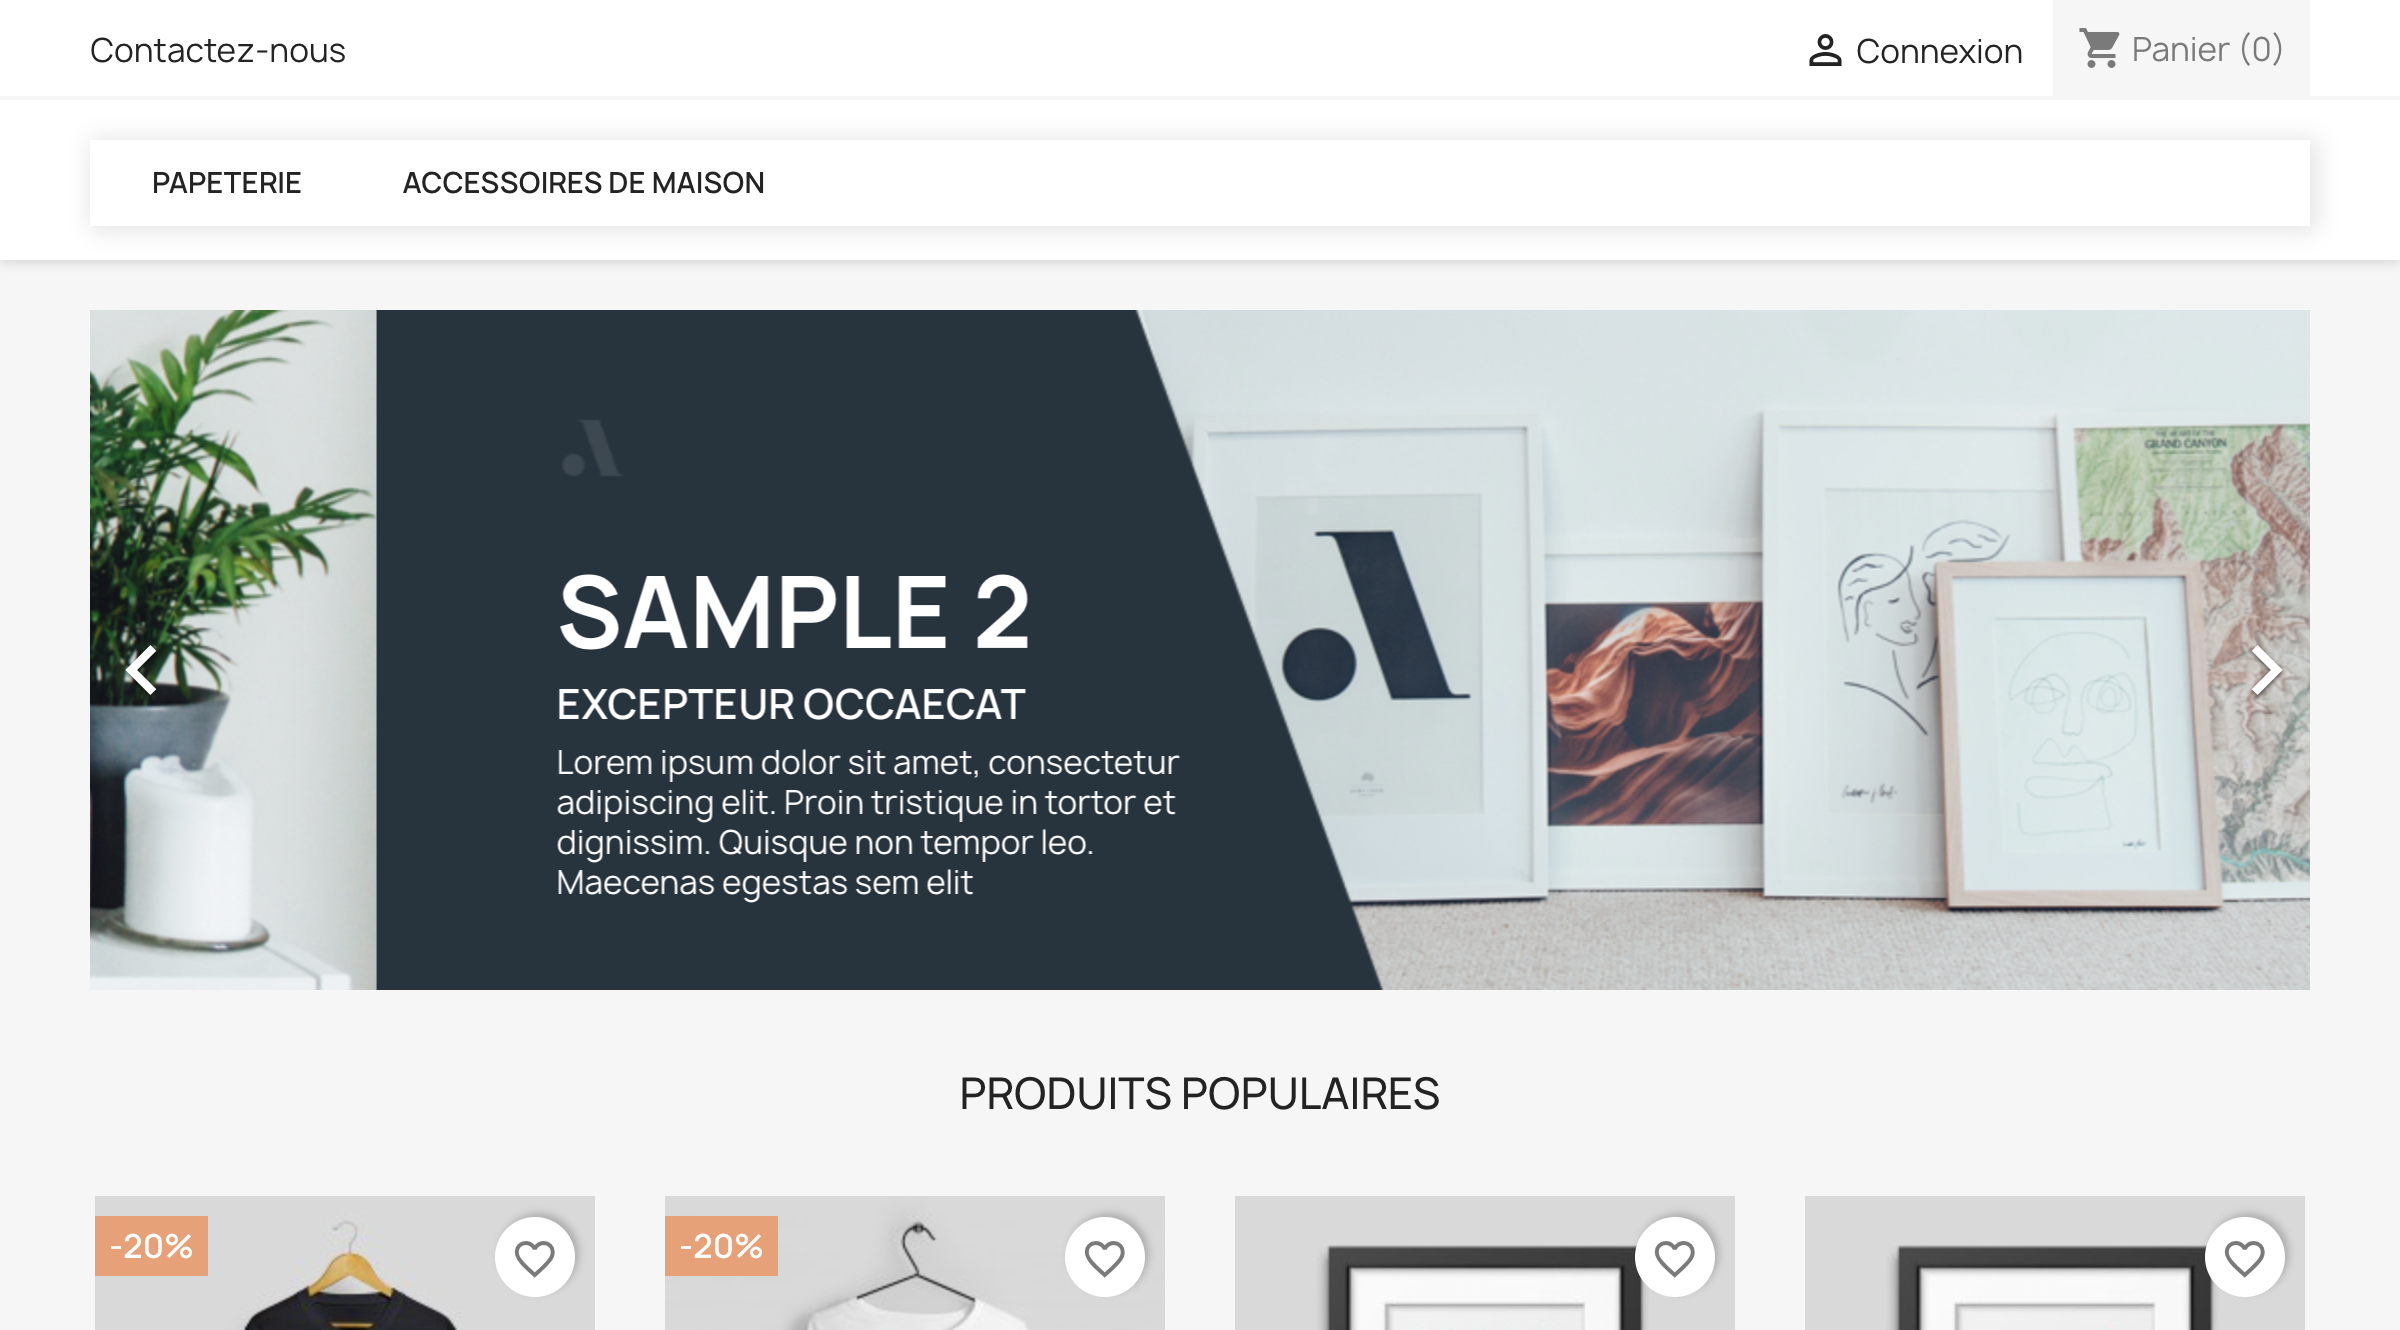 Contactez-nous
Connexion
Panier (0)
PAPETERIE
ACCESSOIRES DE MAISON
GRAND CANYON
SAMPLE 2
EXCEPTEUR OCCAECAT
Lorem ipsum dolor sit amet, consectetur
adipiscing elit. Proin tristique in tortor et
dignissim. Quisque non tempor leo.
Maecenas egestas sem elit
PRODUITS POPULAIRES
-20%
-20%